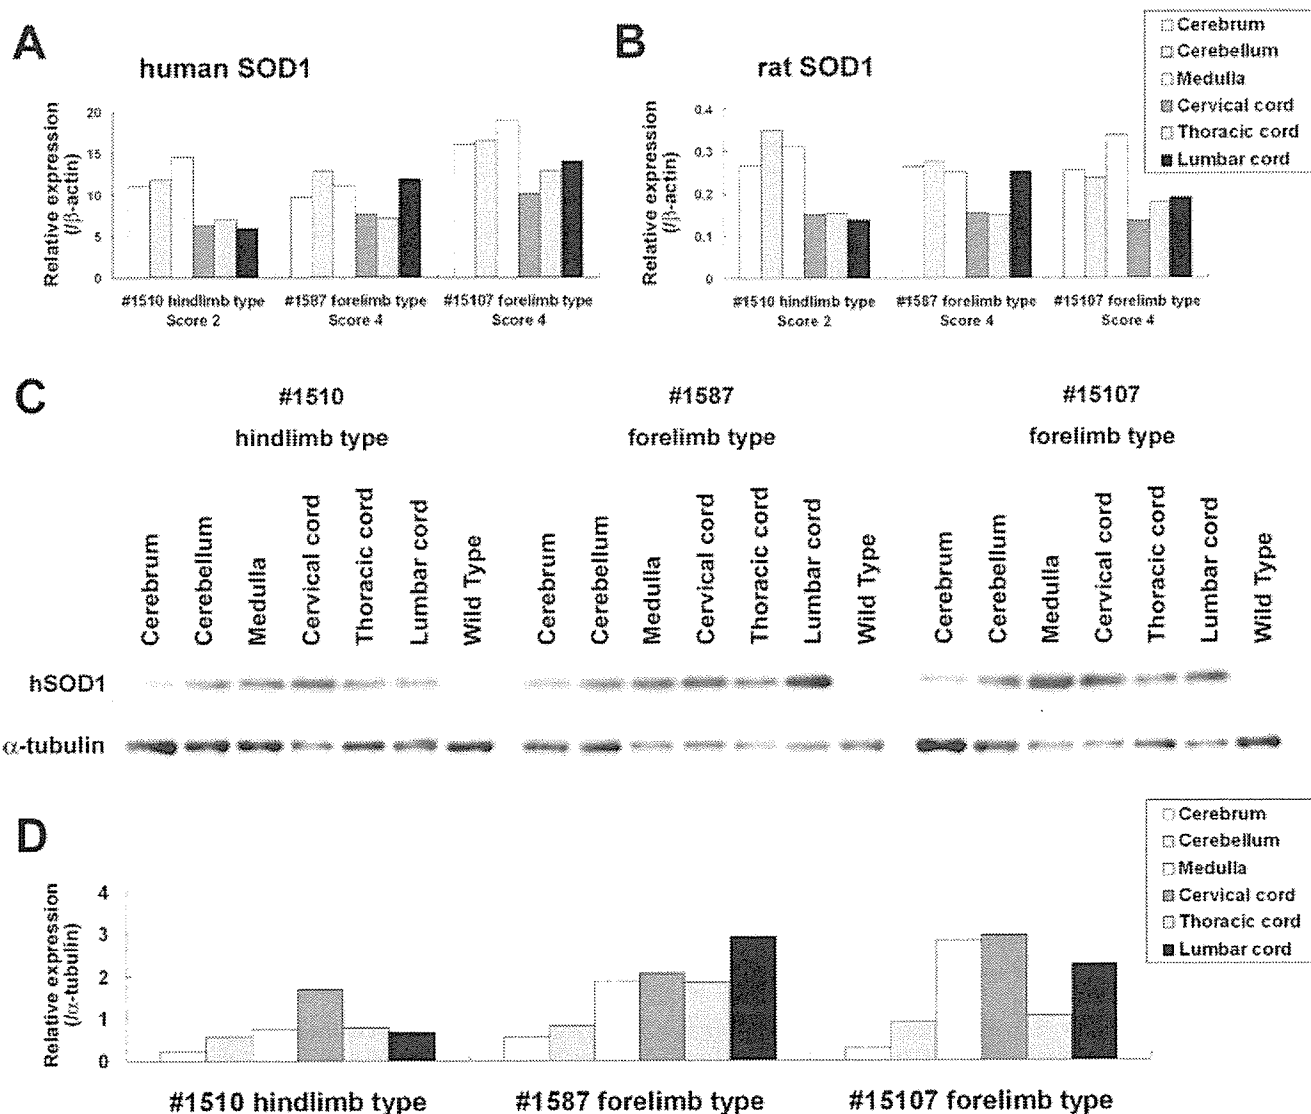 A
human SOD1
Relative expression
(/β-actin)
20
15
10
5
0
#1510 hindlimb type
Score 2
#1587 forelimb type
Score 4
#15107 forelimb type
Score 4
B
rat SOD1
Relative expression
(/β-actin)
0.4
0.3
0.2
0.1
0
#1510 hindlimb type
Score 2
#1587 forelimb type
Score 4
#15107 forelimb type
Score 4
Cerebrum
Cerebellum
Medulla
Cervical cord
Thoracic cord
Lumbar cord
C
#1510
hindlimb type
#1587
forelimb type
#15107
forelimb type
Cerebrum
Cerebellum
Medulla
Cervical cord
Thoracic cord
Lumbar cord
Wild Type
Cerebrum
Cerebellum
Medulla
Cervical cord
Thoracic cord
Lumbar cord
Wild Type
Cerebrum
Cerebellum
Medulla
Cervical cord
Thoracic cord
Lumbar cord
Wild Type
hSOD1
α-tubulin
D
Relative expression
(/α-tubulin)
4
3
2
1
0
#1510 hindlimb type
#1587 forelimb type
#15107 forelimb type
Cerebrum
Cerebellum
Medulla
Cervical cord
Thoracic cord
Lumbar cord